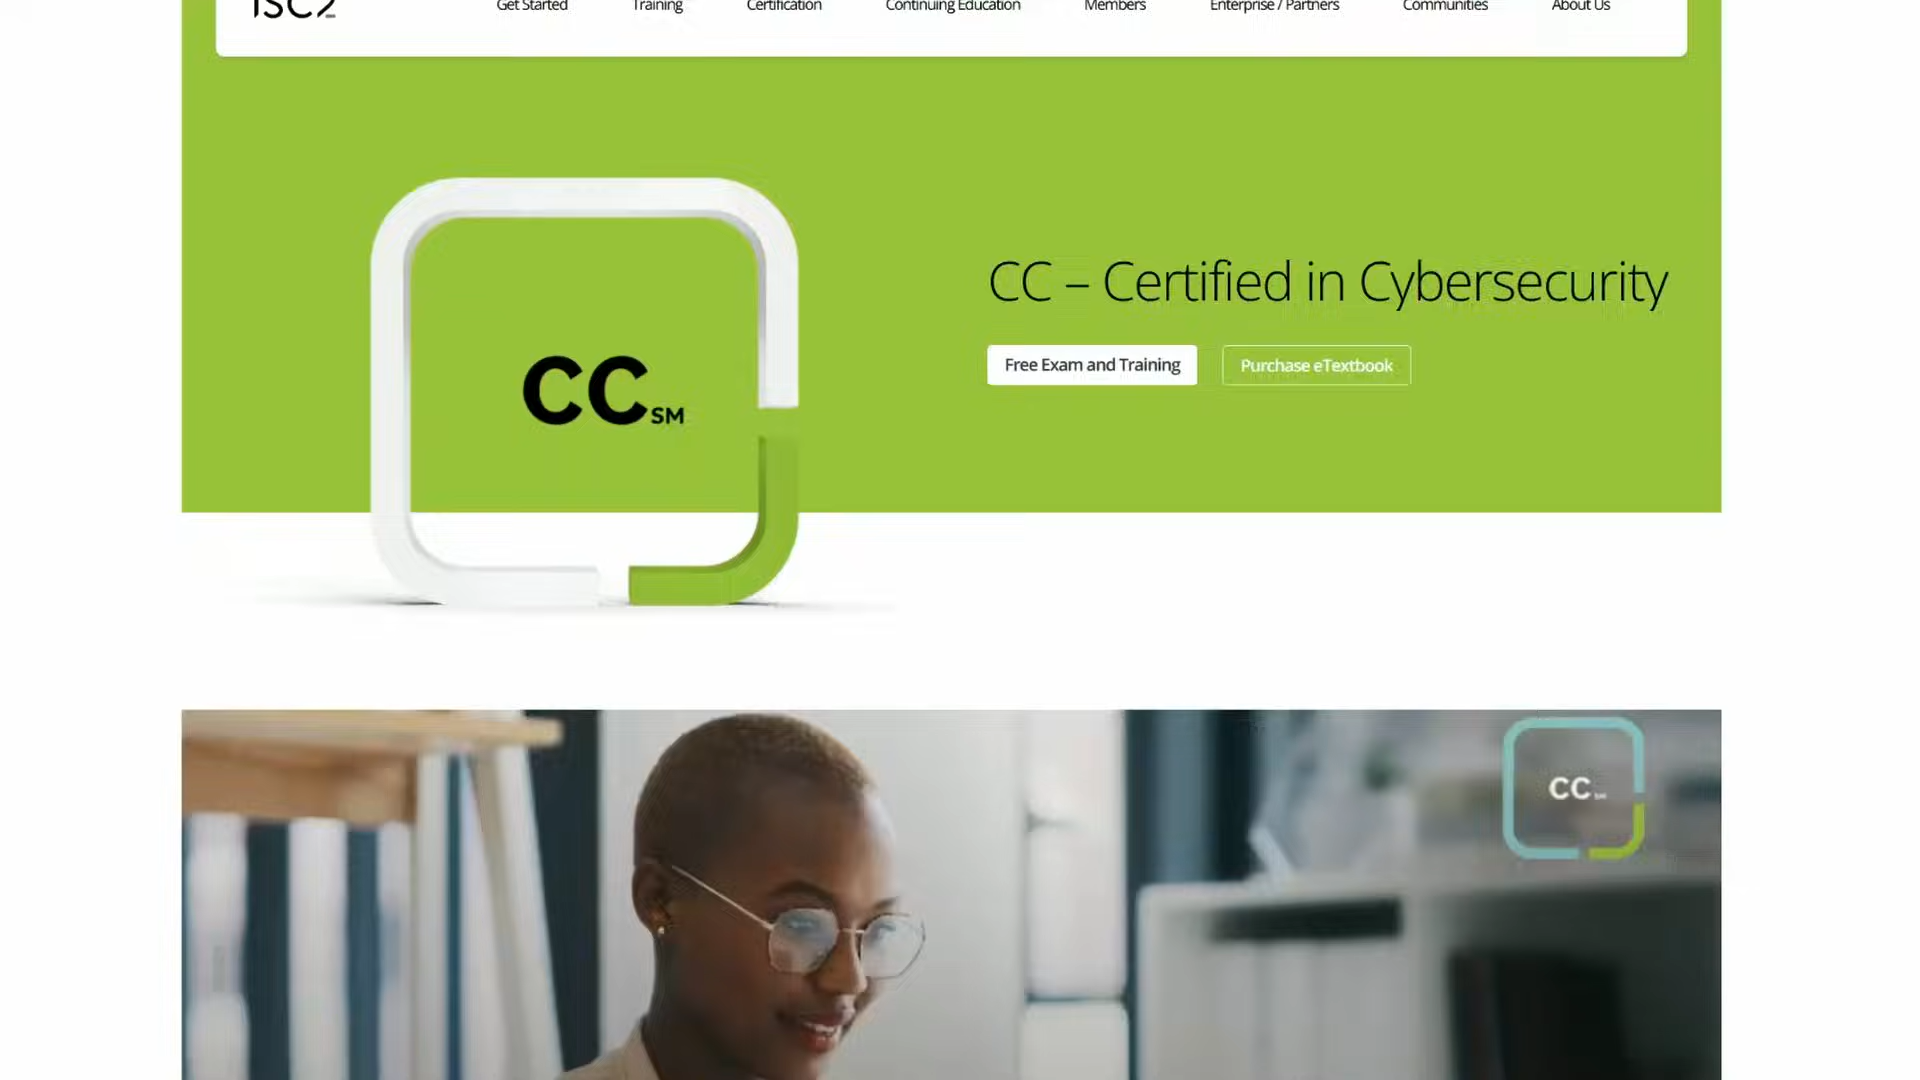 ISC2
Get Started Training Certification Continuing Education Members Enterprise / Partners Communities About Us
CC – Certified in Cybersecurity
Free Exam and Training Purchase eTextbook
CC SM
CC SM